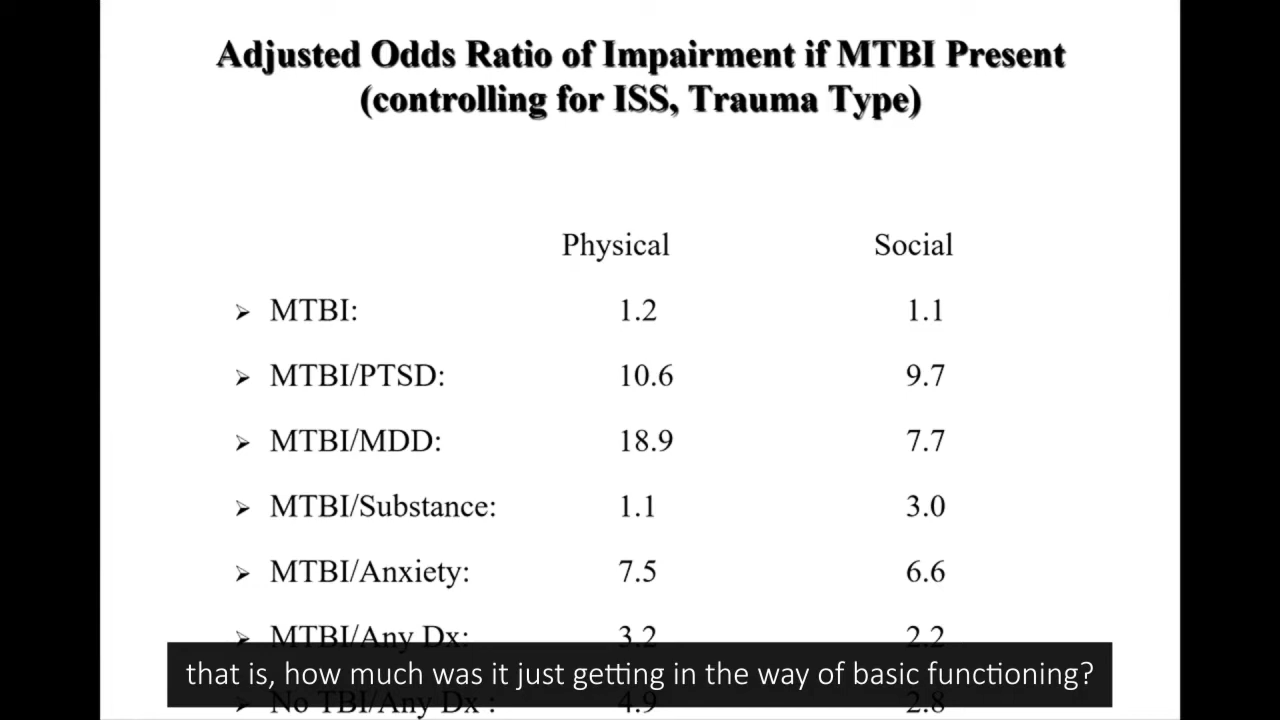 Adjusted Odds Ratio of Impairment if MTBI Present
(controlling for ISS, Trauma Type)
Physical Social
➢ MTBI: 1.2 1.1
➢ MTBI/PTSD: 10.6 9.7
➢ MTBI/MDD: 18.9 7.7
➢ MTBI/Substance: 1.1 3.0
➢ MTBI/Anxiety: 7.5 6.6
➢ MTBI/Any Dx: 3.2 2.2
that is, how much was it just getting in the way of basic functioning?
No TBI/Any Dx : 4.9 2.8